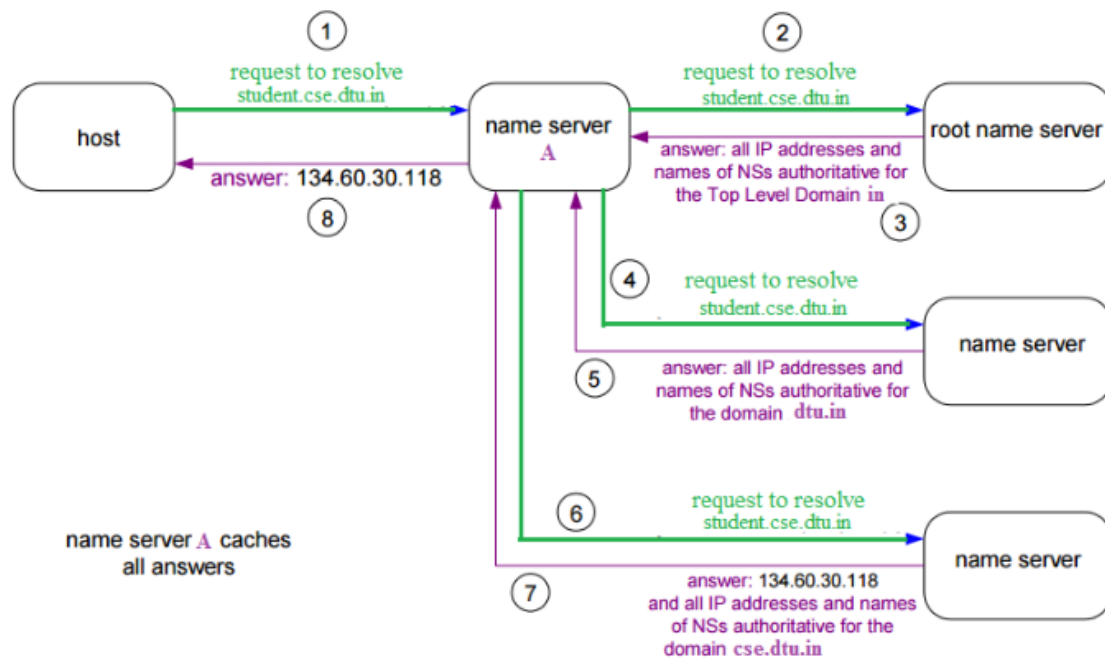 1
request to resolve
student.cse.dtu.in
2
request to resolve
student.cse.dtu.in
host
name server
A
root name server
answer: 134.60.30.118
8
answer: all IP addresses and
names of NSs authoritative for
the Top Level Domain in
3
4
request to resolve
student.cse.dtu.in
name server
5
answer: all IP addresses and
names of NSs authoritative for
the domain dtu.in
6
request to resolve
student.cse.dtu.in
name server
name server A caches
all answers
7
answer: 134.60.30.118
and all IP addresses and names
of NSs authoritative for the
domain cse.dtu.in